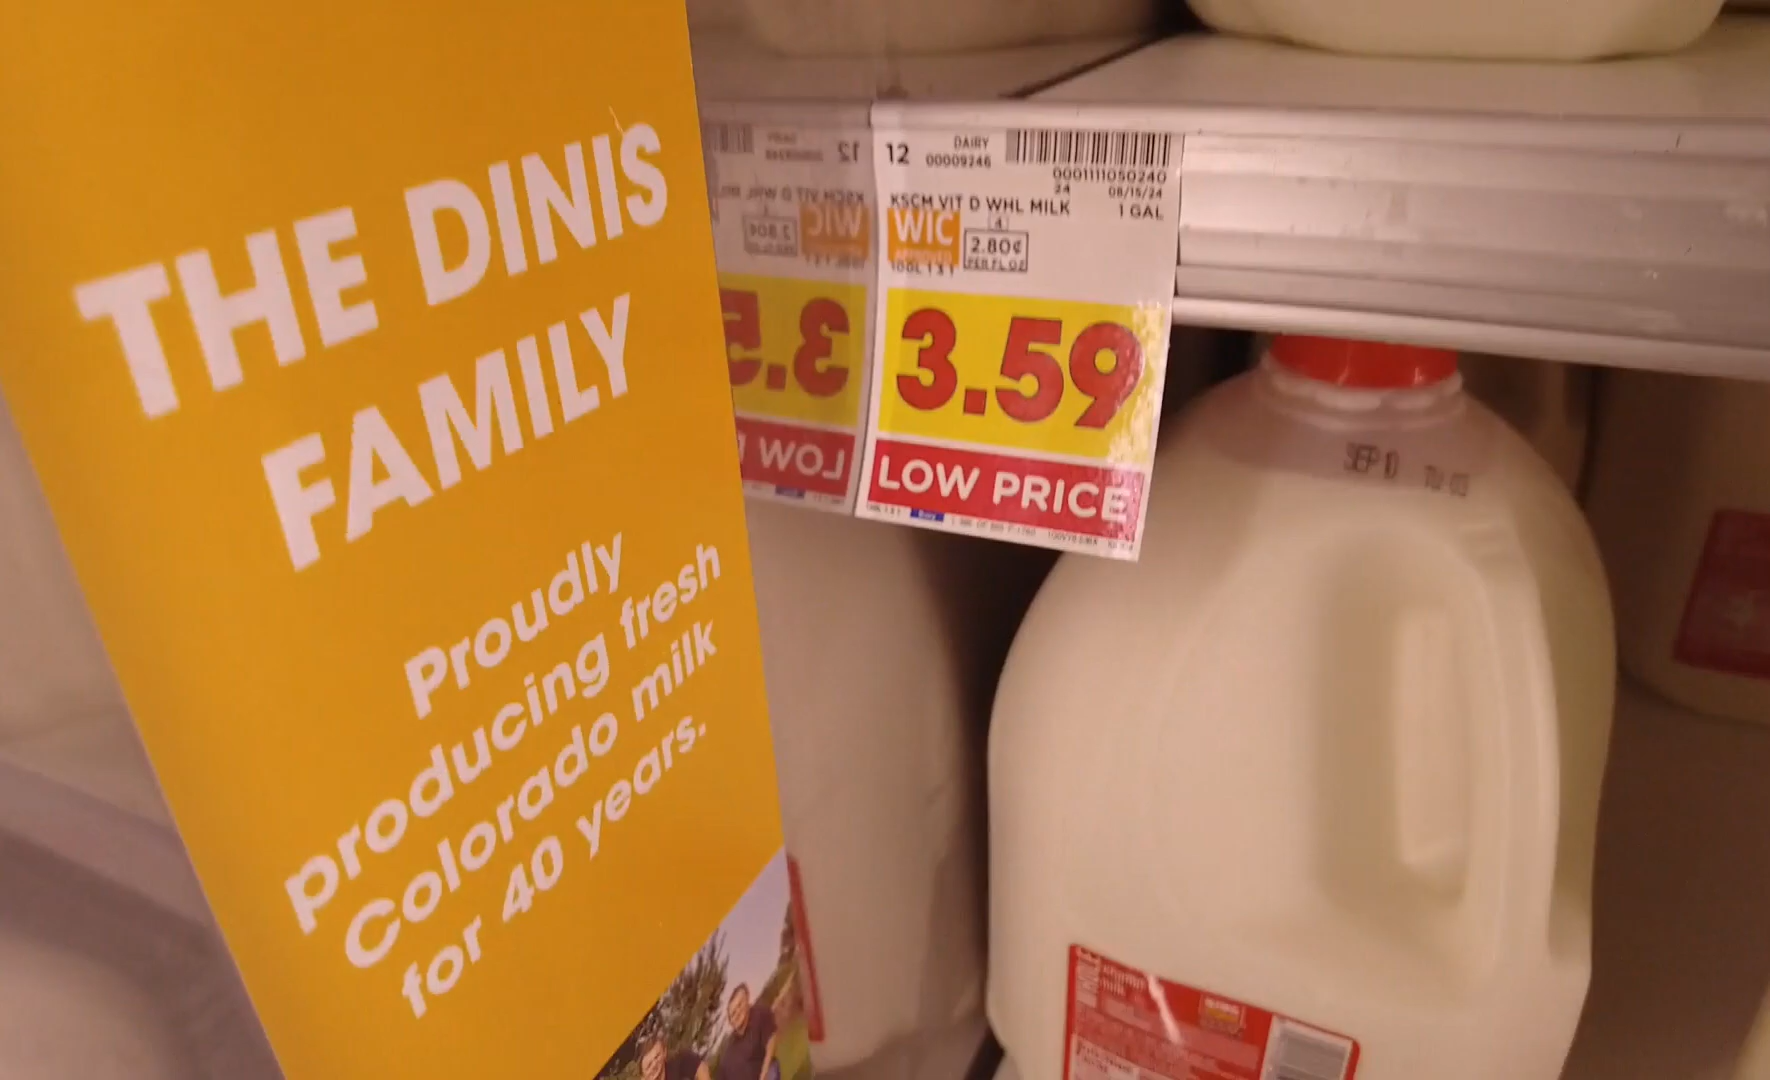 THE DINIS
FAMILY
Proudly
producing fresh
Colorado milk
for 40 years.
12
DAIRY
00009246
0001111050240
24
08/15/24
KSCM VIT D WHL MILK
1 GAL
WIC
APPROVED
4
2.80¢
PER FL OZ
3.59
LOW PRICE
SEP 10
WHOLE